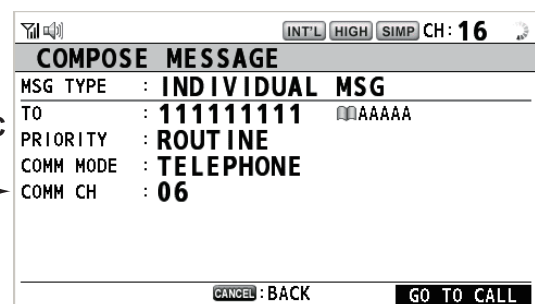 INT'L HIGH SIMP CH: 16
COMPOSE MESSAGE
MSG TYPE : INDIVIDUAL MSG
TO : 111111111 AAAAA
PRIORITY : ROUTINE
COMM MODE : TELEPHONE
COMM CH : 06
CANCEL : BACK GO TO CALL